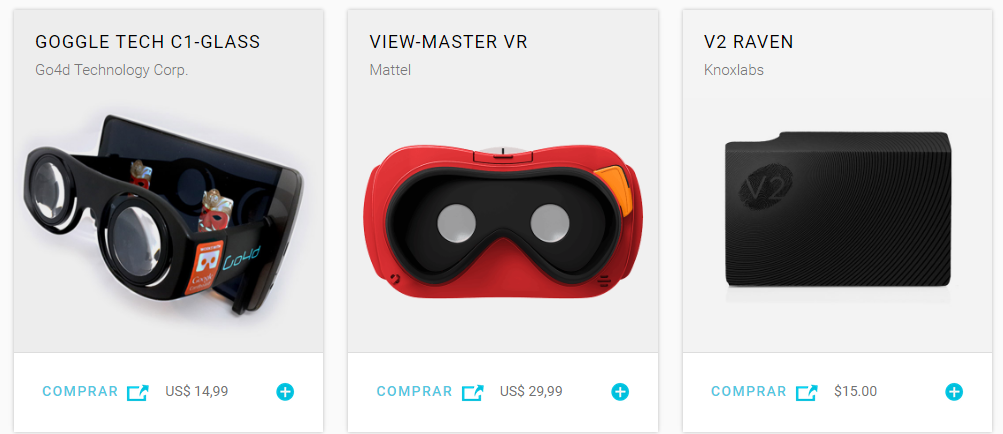 GOGGLE TECH C1-GLASS
Go4d Technology Corp.
Go4d
Google
COMPRAR US$ 14,99
VIEW-MASTER VR
Mattel
COMPRAR US$ 29,99
V2 RAVEN
Knoxlabs
V2
COMPRAR $15.00